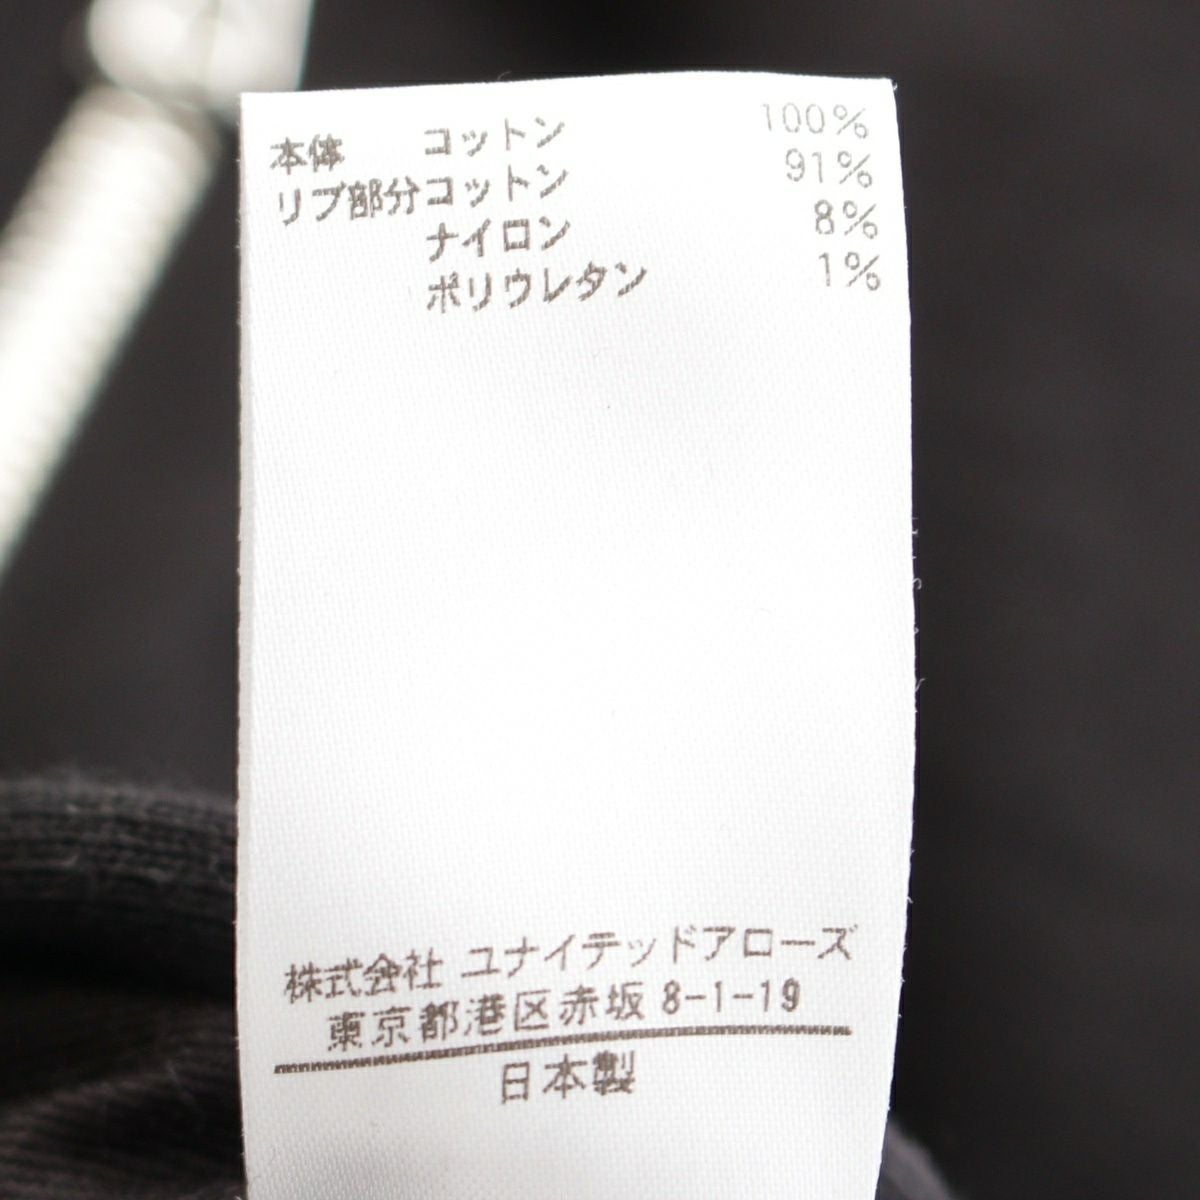 本体 コットン 100%
リブ部分コットン 91%
ナイロン 8%
ポリウレタン 1%
株式会社 ユナイテッドアローズ
東京都港区赤坂 8-1-19
日本製